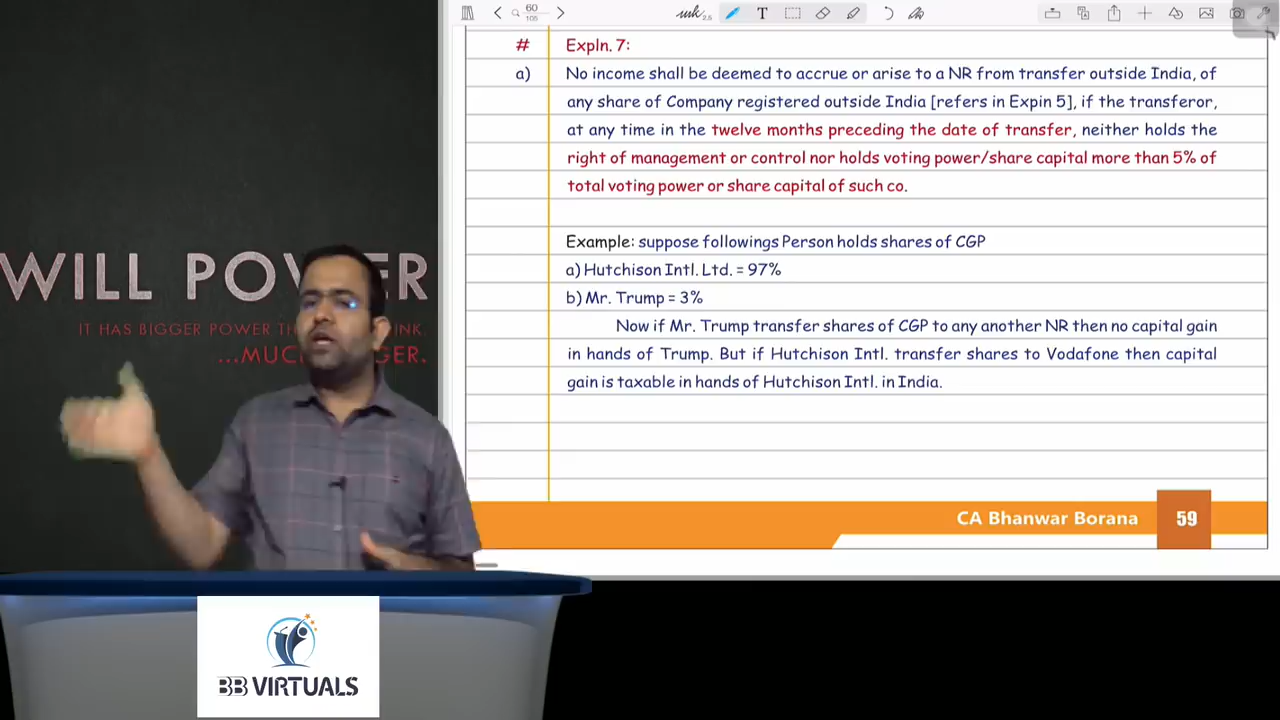 60
105
2.5
T
# Expln. 7:
a) No income shall be deemed to accrue or arise to a NR from transfer outside India, of
any share of Company registered outside India [refers in Expin 5], if the transferor,
at any time in the twelve months preceding the date of transfer, neither holds the
right of management or control nor holds voting power/share capital more than 5% of
total voting power or share capital of such co.
Example: suppose followings Person holds shares of CGP
a) Hutchison Intl. Ltd. = 97%
b) Mr. Trump = 3%
Now if Mr. Trump transfer shares of CGP to any another NR then no capital gain
in hands of Trump. But if Hutchison Intl. transfer shares to Vodafone then capital
gain is taxable in hands of Hutchison Intl. in India.
CA Bhanwar Borana 59
WILL POW ER
IT HAS BIGGER POWER
...MUC GER.
BB VIRTUALS